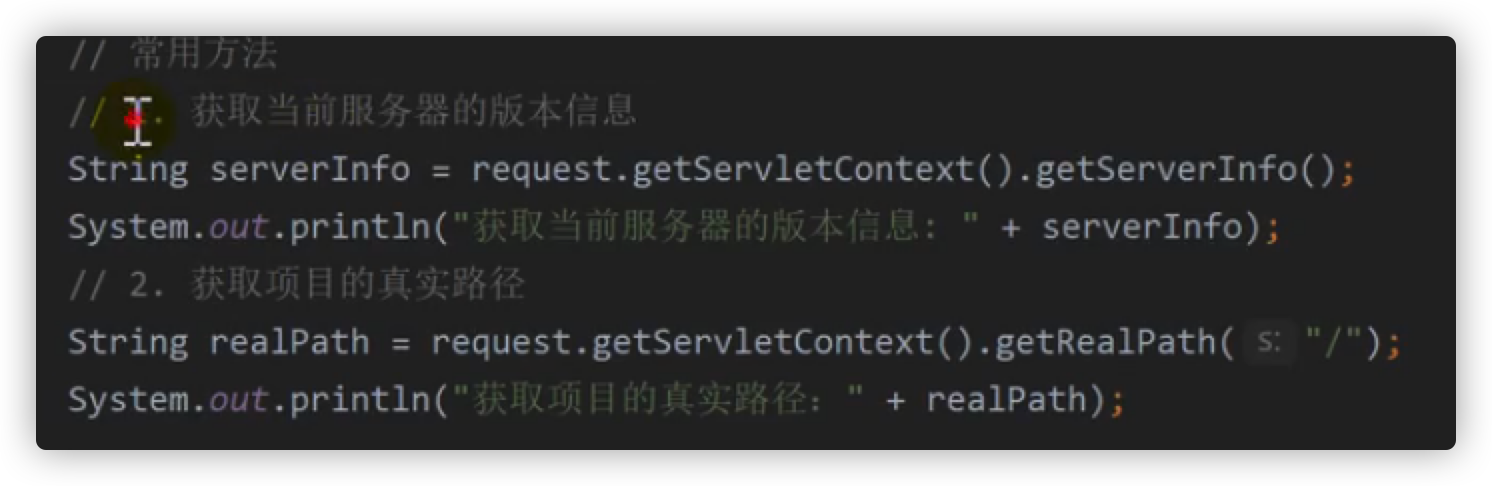 // 常用方法
// 1. 获取当前服务器的版本信息
String serverInfo = request.getServletContext().getServerInfo();
System.out.println("获取当前服务器的版本信息: " + serverInfo);
// 2. 获取项目的真实路径
String realPath = request.getServletContext().getRealPath( s: "/");
System.out.println("获取项目的真实路径: " + realPath);